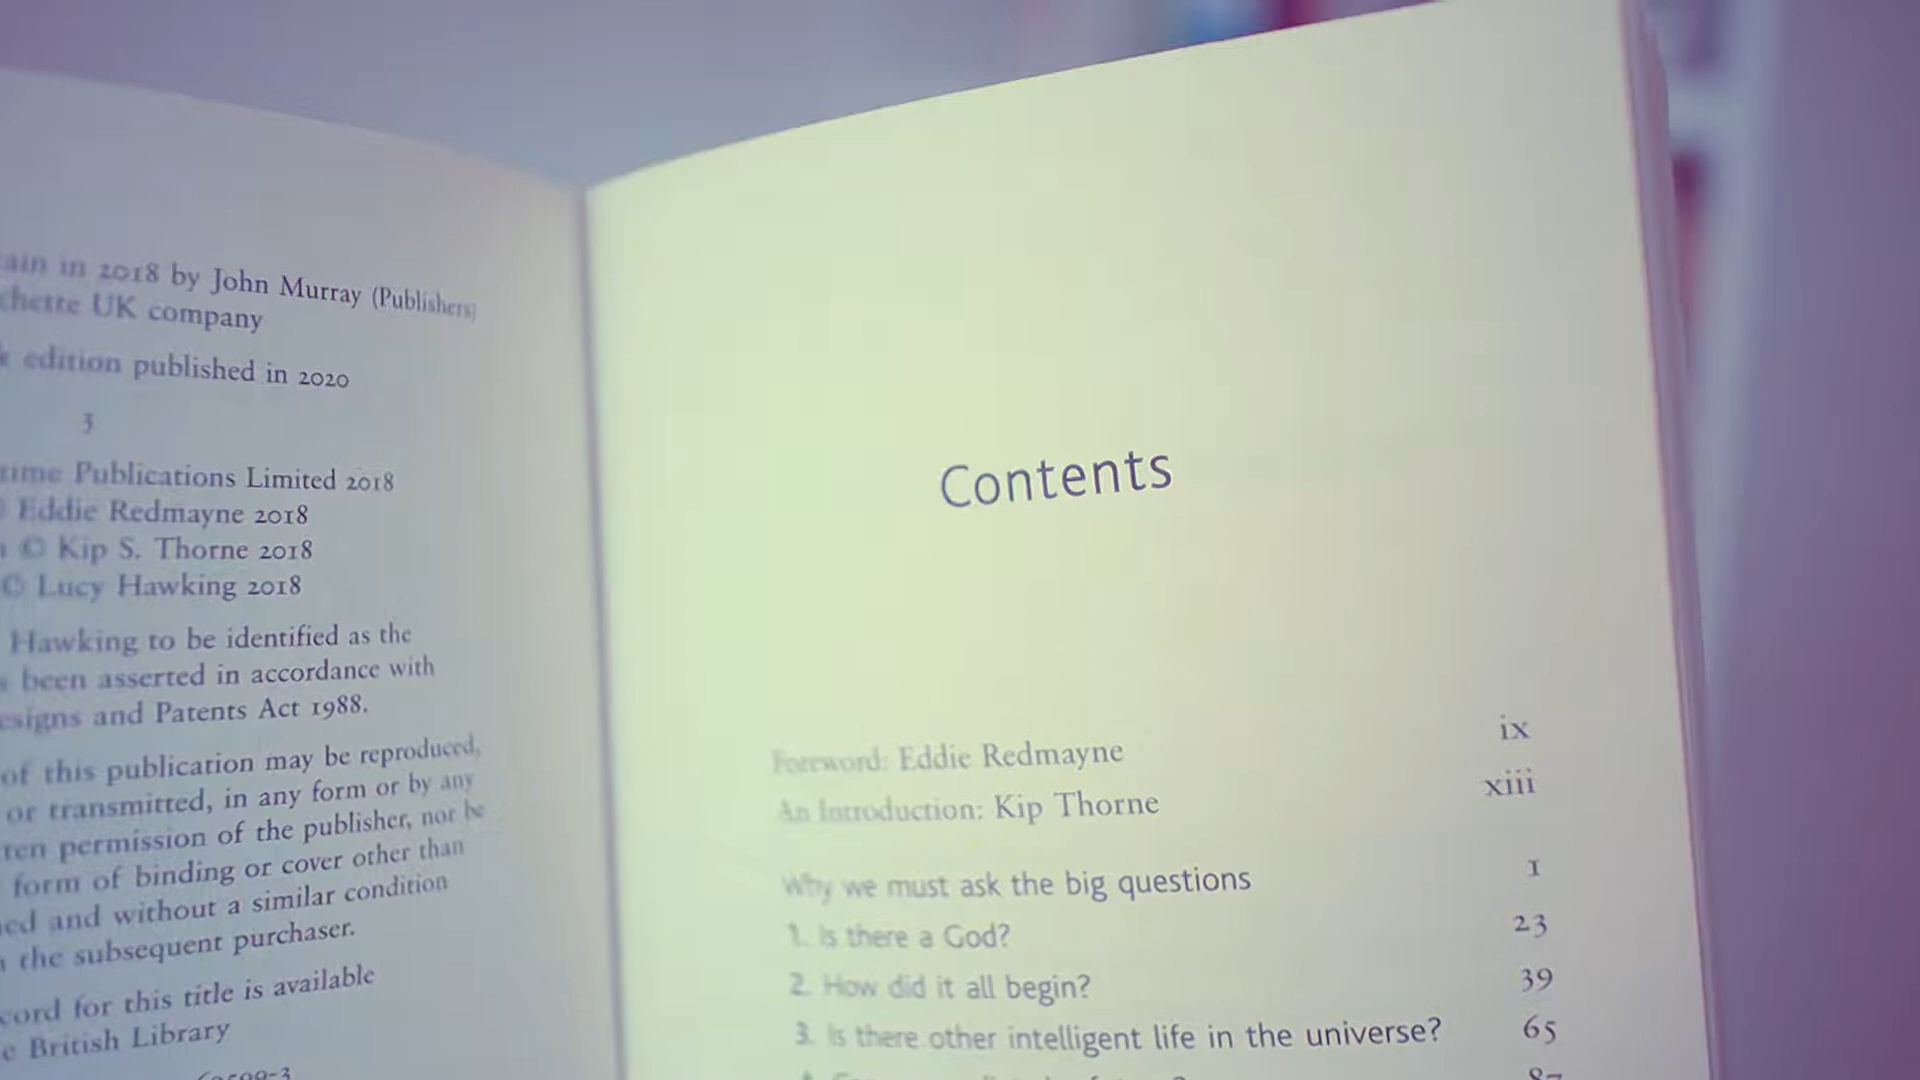 ain in 2018 by John Murray (Publishers)
chette UK company
k edition published in 2020
3
time Publications Limited 2018
© Eddie Redmayne 2018
n © Kip S. Thorne 2018
© Lucy Hawking 2018
Hawking to be identified as the
s been asserted in accordance with
esigns and Patents Act 1988.
of this publication may be reproduced,
or transmitted, in any form or by any
ten permission of the publisher, nor be
form of binding or cover other than
hed and without a similar condition
n the subsequent purchaser.
cord for this title is available
e British Library
Contents
Foreword: Eddie Redmayne ix
An Introduction: Kip Thorne xiii
Why we must ask the big questions 1
1. Is there a God? 23
2. How did it all begin? 39
3. Is there other intelligent life in the universe? 65
87